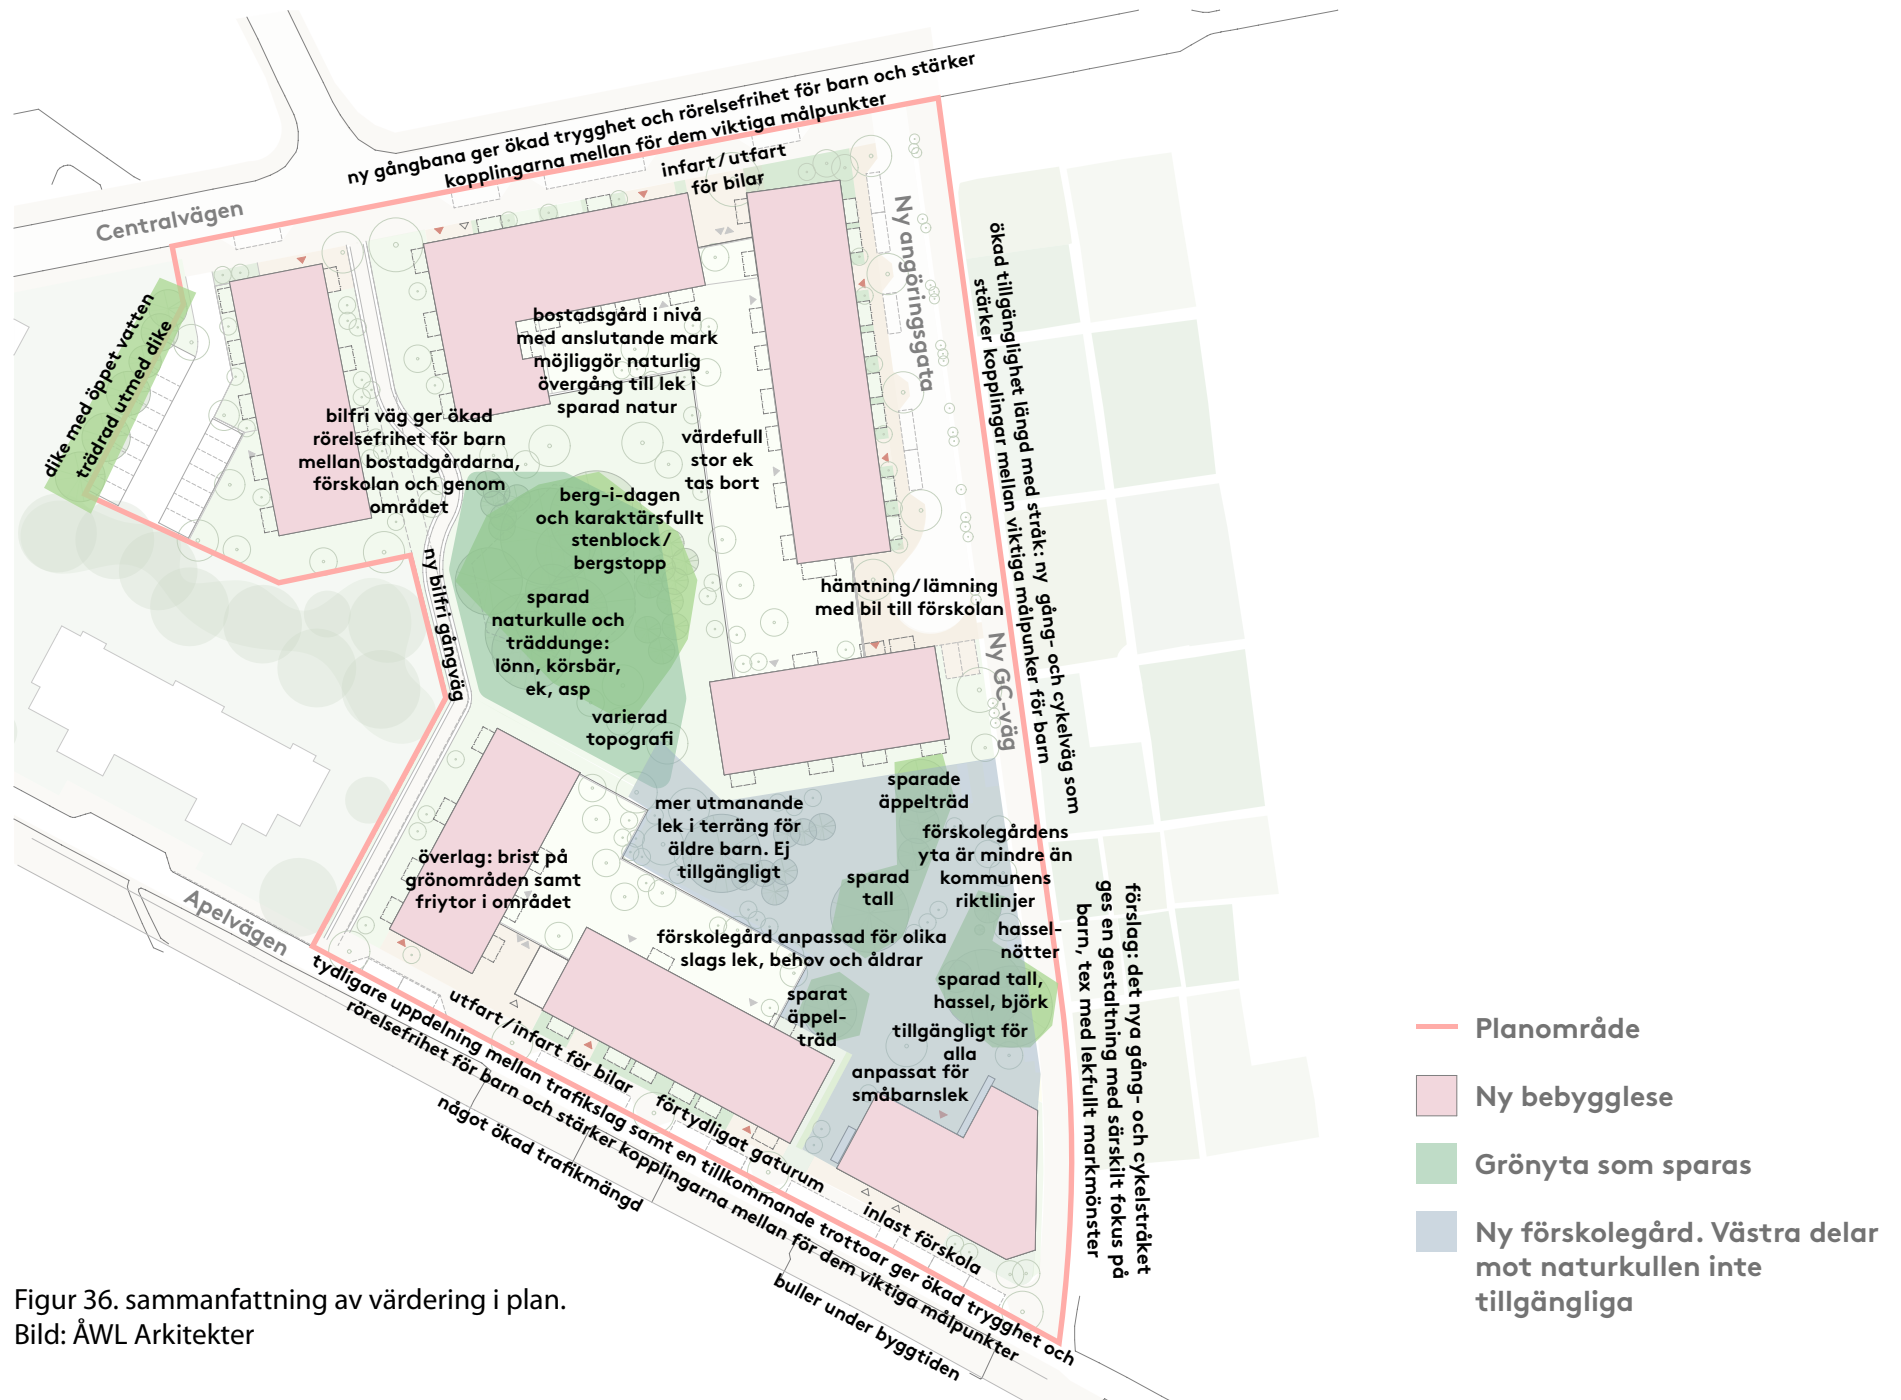 ny gångbana ger ökad trygghet och rörelsefrihet för barn och stärker
kopplingarna mellan för dem viktiga målpunkter
infart/utfart
för bilar
Centralvägen
Ny angöringsgata
ökad tillgänglighet längd med stråk: ny gång- och cykelväg som
stärker kopplingar mellan viktiga målpunker för barn
dike med öppet vatten
trädrad utmed dike
bostadsgård i nivå
med anslutande mark
möjliggör naturlig
övergång till lek i
sparad natur
bilfri väg ger ökad
rörelsefrihet för barn
mellan bostadgårdarna,
förskolan och genom
området
värdefull
stor ek
tas bort
berg-i-dagen
och karaktärsfullt
stenblock/
bergstopp
ny bilfri gångväg
sparad
naturkulle och
träddunge:
lönn, körsbär,
ek, asp
hämtning/lämning
med bil till förskolan
Ny GC-väg
varierad
topografi
sparade
äppelträd
mer utmanande
lek i terräng för
äldre barn. Ej
tillgängligt
förskolegårdens
yta är mindre än
kommunens
riktlinjer
överlag: brist på
grönområden samt
friytor i området
sparad
tall
Apelvägen
förskolegård anpassad för olika
slags lek, behov och åldrar
hassel-
nötter
förslag: det nya gång- och cykelstråket
ges en gestaltning med särskilt fokus på
barn, tex med lekfullt markmönster
sparat
äppel-
träd
sparad tall,
hassel, björk
tillgängligt för
alla
anpassat för
småbarnslek
utfart/infart för bilar
förtydligat gaturum
inlast förskola
tydligare uppdelning mellan trafikslag samt en tillkommande trottoar ger ökad trygghet och
rörelsefrihet för barn och stärker kopplingarna mellan för dem viktiga målpunkter
något ökad trafikmängd
buller under byggtiden
Planområde
Ny bebygglese
Grönyta som sparas
Ny förskolegård. Västra delar
mot naturkullen inte
tillgängliga
Figur 36. sammanfattning av värdering i plan.
Bild: ÅWL Arkitekter